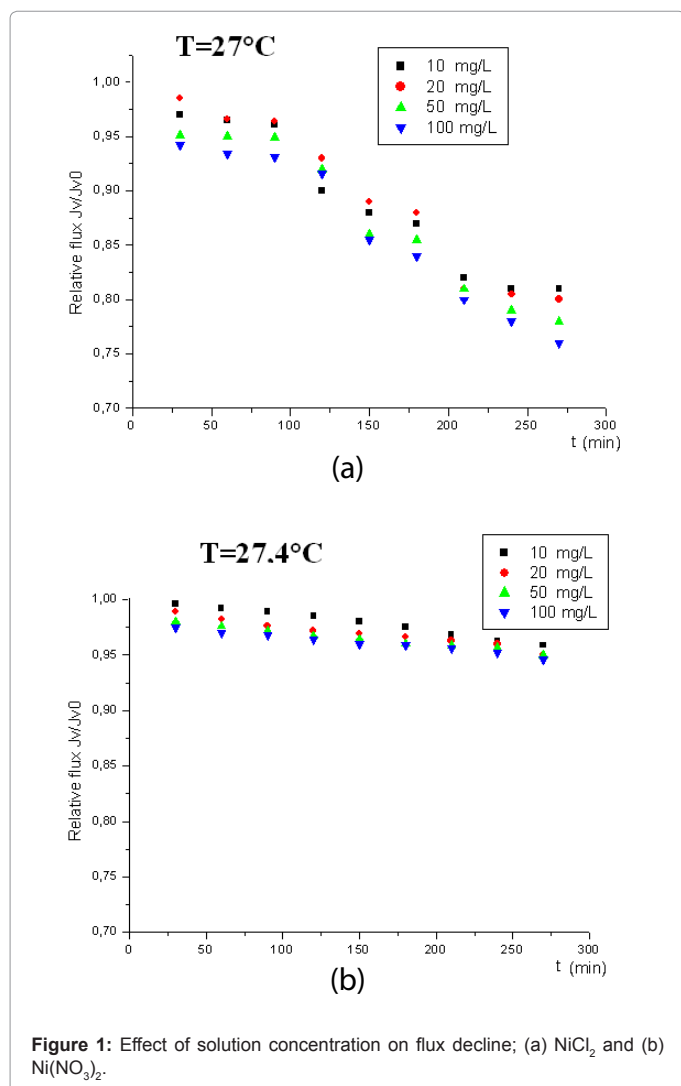 T=27°C
10 mg/L
20 mg/L
50 mg/L
100 mg/L
1,00
0,95
0,90
0,85
0,80
0,75
0,70
Relative flux Jv/Jv0
0
50
100
150
200
250
300
t (min)
(a)
T=27,4°C
10 mg/L
20 mg/L
50 mg/L
100 mg/L
1,00
0,95
0,90
0,85
0,80
0,75
0,70
Relative flux Jv/Jv0
0
50
100
150
200
250
300
t (min)
(b)
Figure 1: Effect of solution concentration on flux decline; (a) NiCl₂ and (b)
Ni(NO₃)₂.